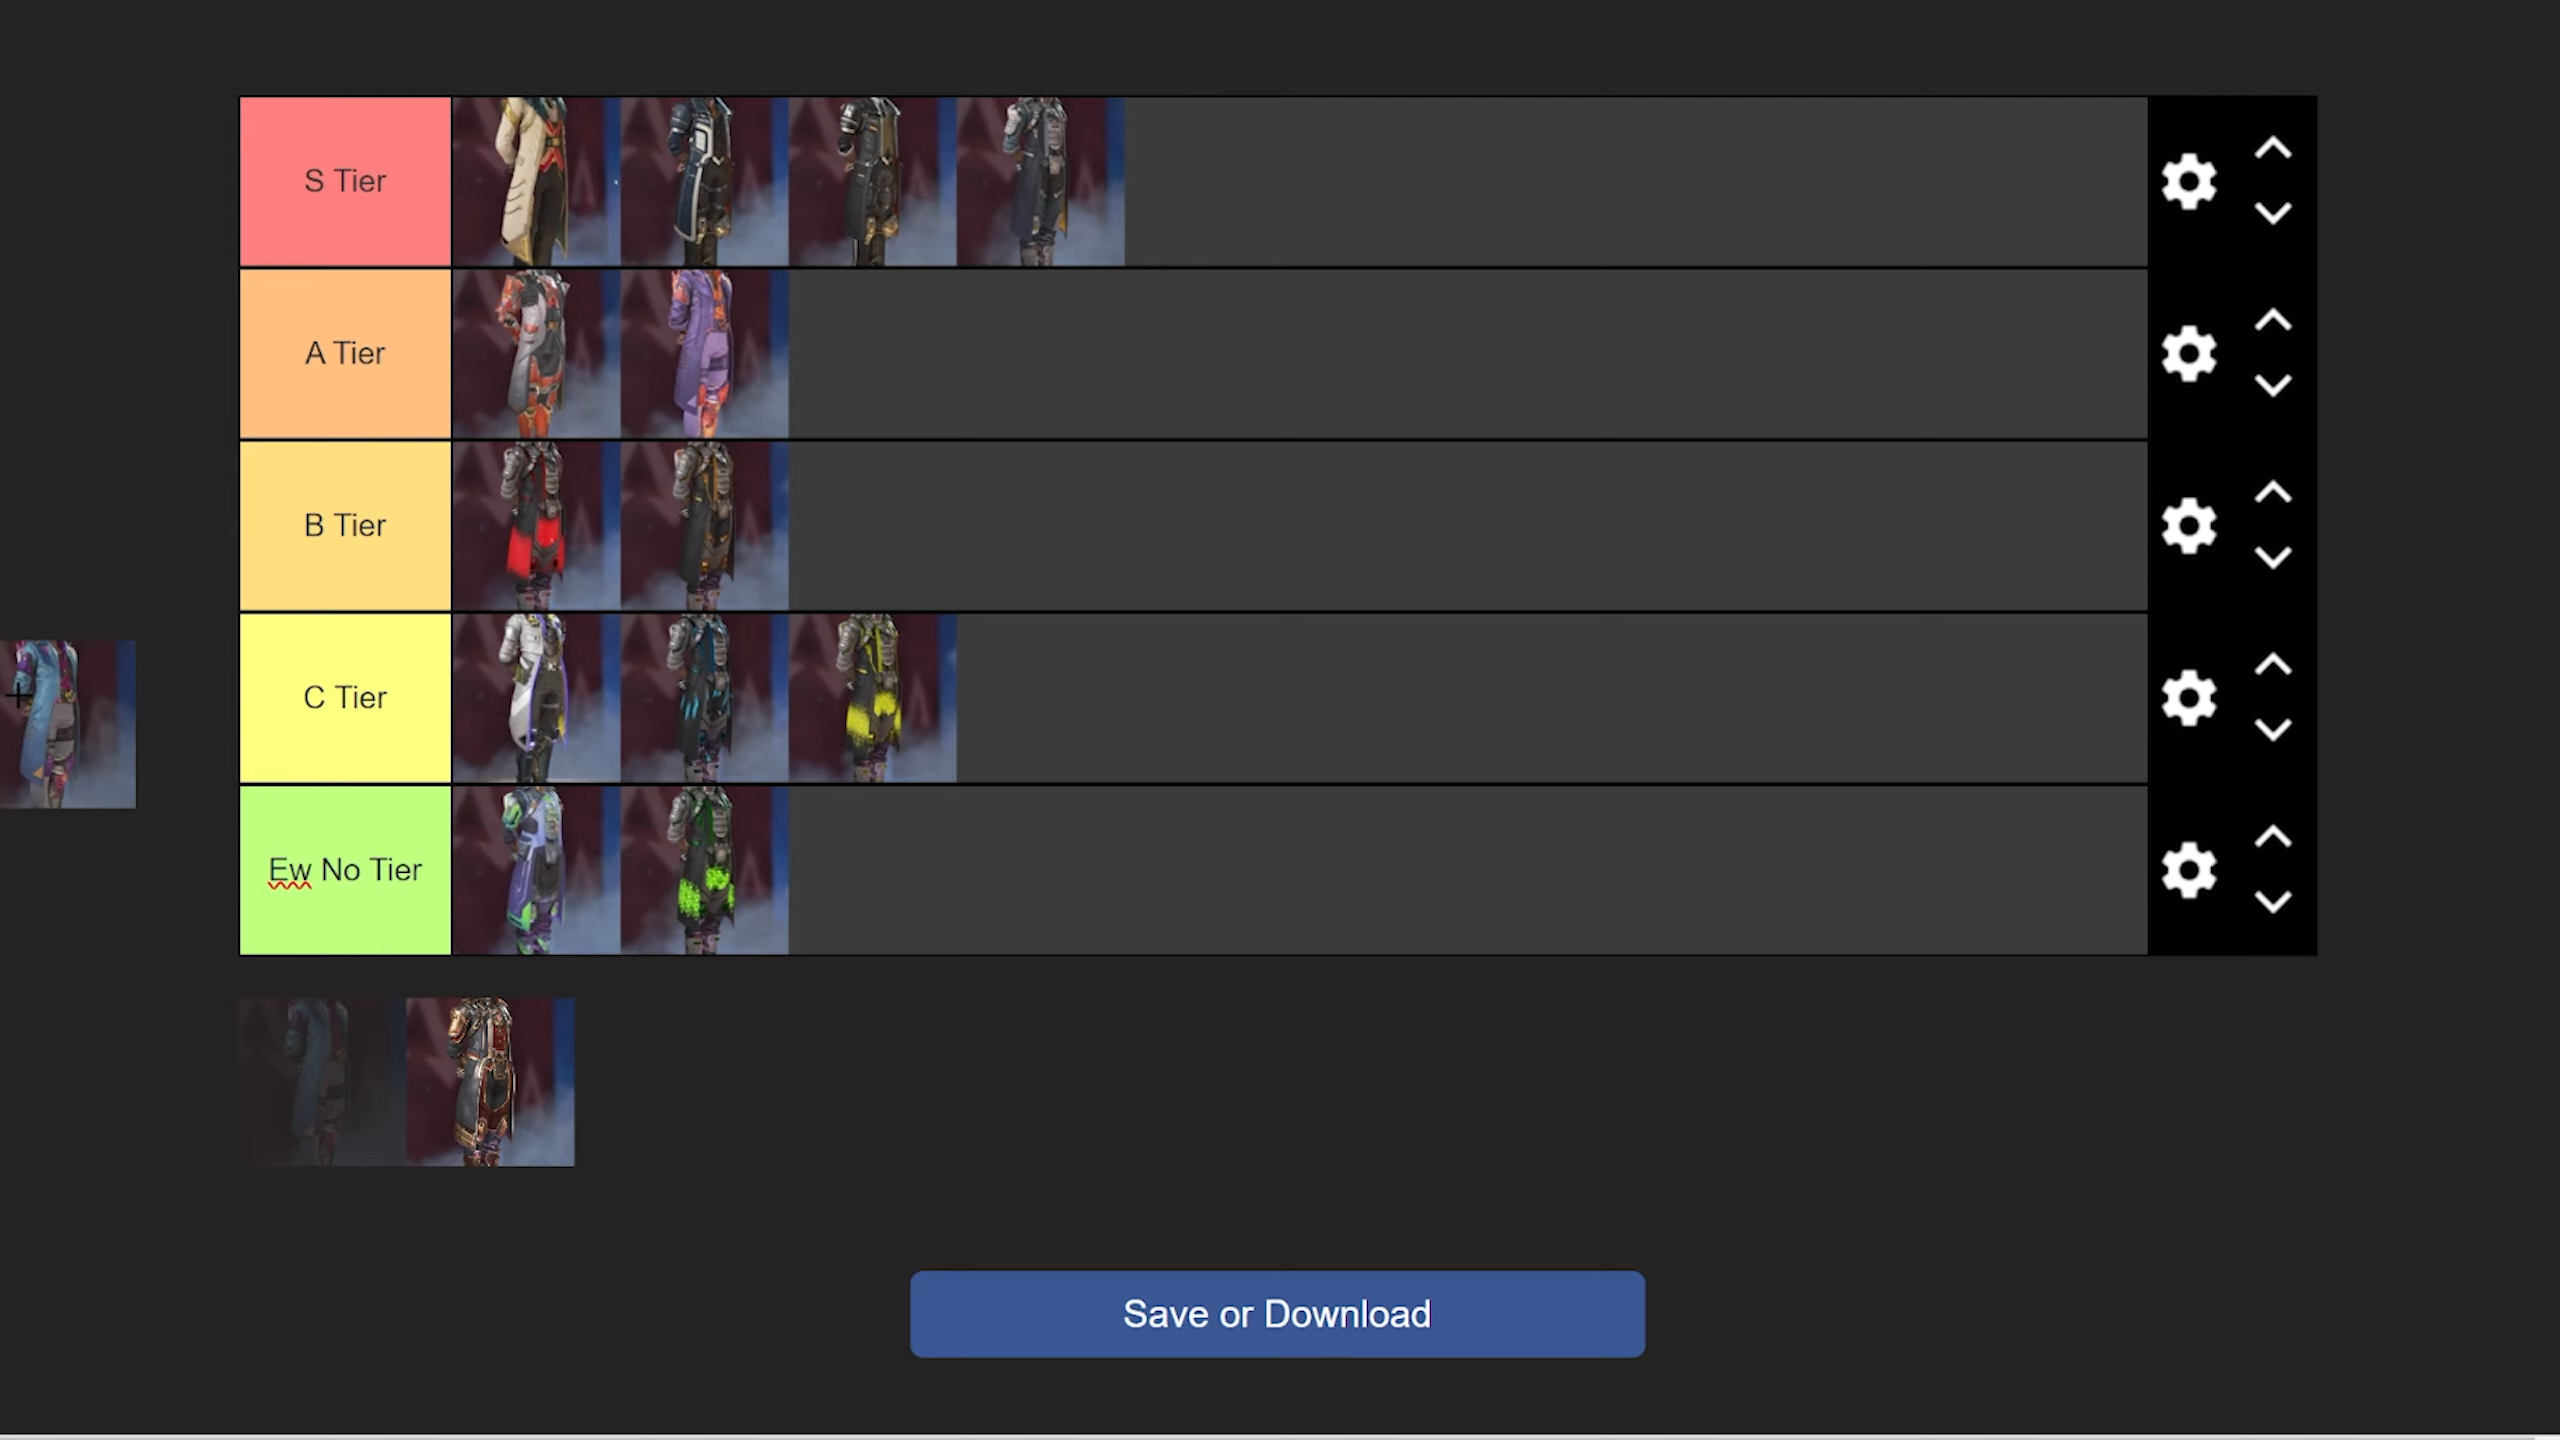 S Tier
A Tier
B Tier
C Tier
Ew No Tier
Save or Download